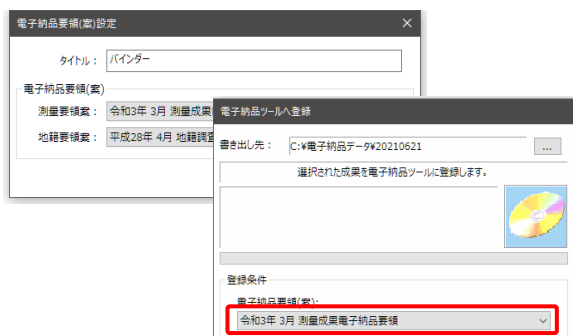 電子納品要領(案)設定
タイトル： バインダー
電子納品要領(案)
測量要領案： 令和3年 3月 測量成果
地籍要領案： 平成28年 4月 地籍調査
電子納品ツールへ登録
書き出し先： C:¥電子納品データ¥20210621
...
選択された成果を電子納品ツールに登録します。
登録条件
電子納品要領(案):
令和3年 3月 測量成果電子納品要領